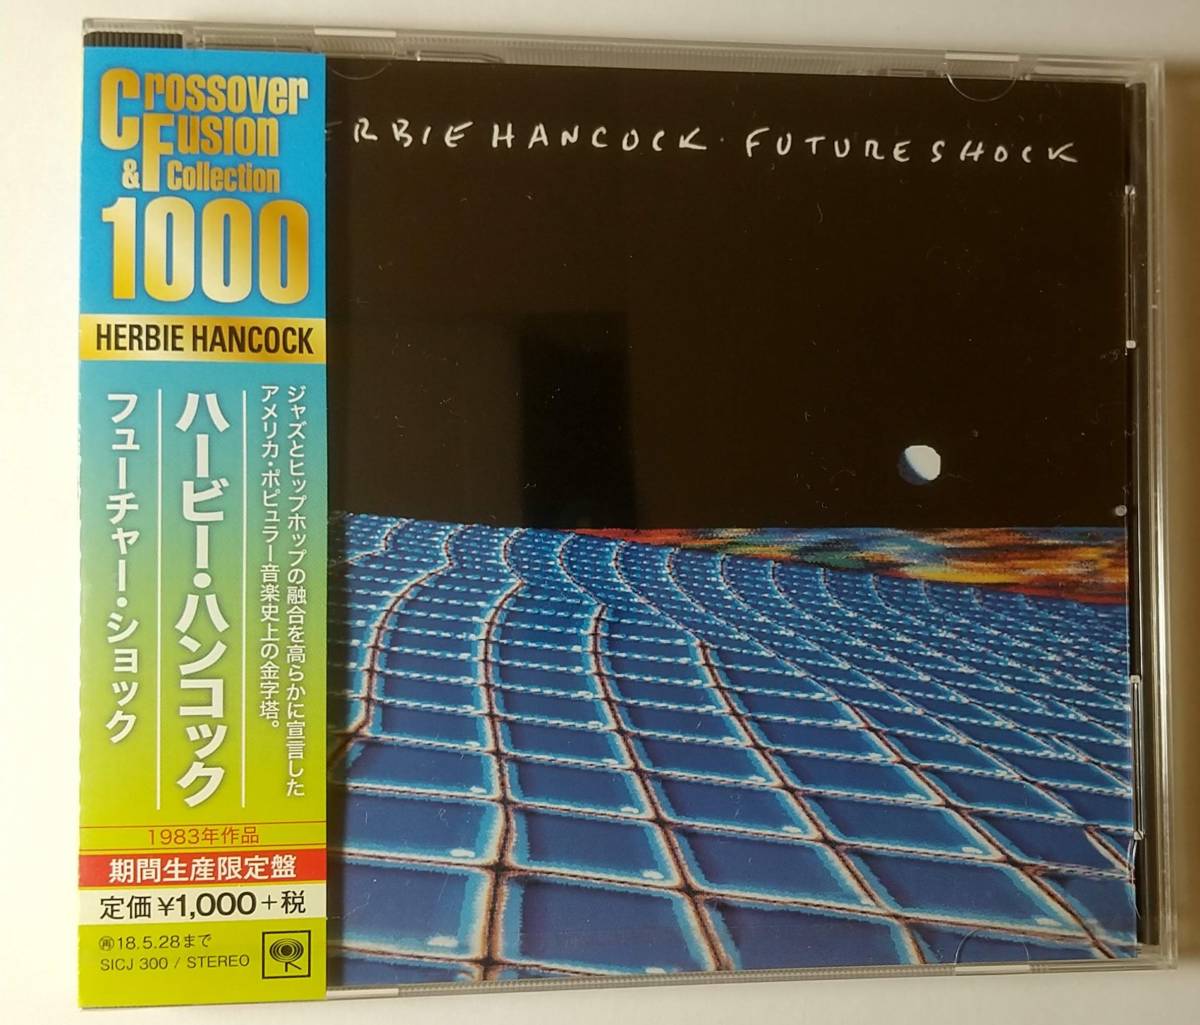 Crossover
Fusion
& Collection
1000
HERBIE HANCOCK
ジャズとヒップホップの融合を高らかに宣言した
アメリカ・ポピュラー音楽史上の金字塔。
ハービー・ハンコック
フューチャー・ショック
1983年作品
期間生産限定盤
定価¥1,000+税
㊢18.5.28まで
SICJ 300 / STEREO
ERBIE HANCOCK. FUTURE SHOCK